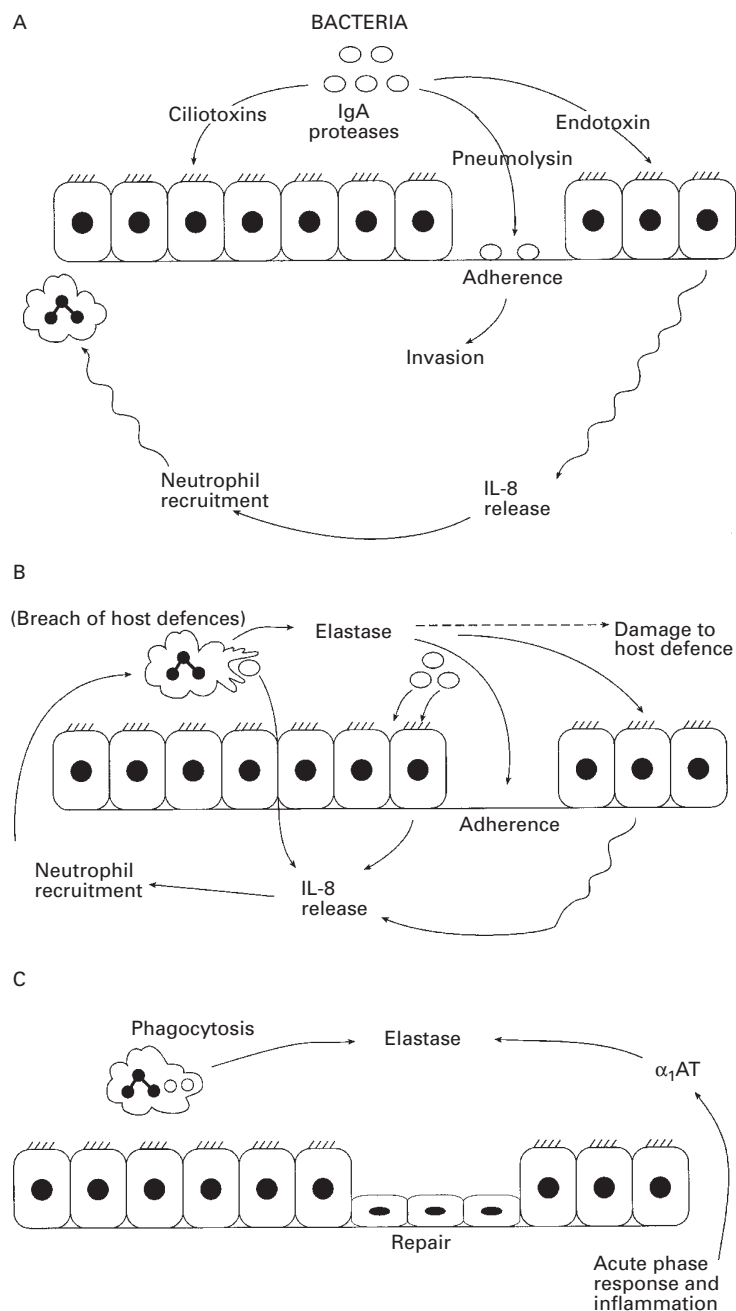 A
BACTERIA
Ciliotoxins
IgA
proteases
Endotoxin
Pneumolysin
Adherence
Invasion
Neutrophil
recruitment
IL-8
release
B
(Breach of host defences)
Elastase
Damage to
host defence
Adherence
Neutrophil
recruitment
IL-8
release
C
Phagocytosis
Elastase
α₁AT
Repair
Acute phase
response and
inflammation